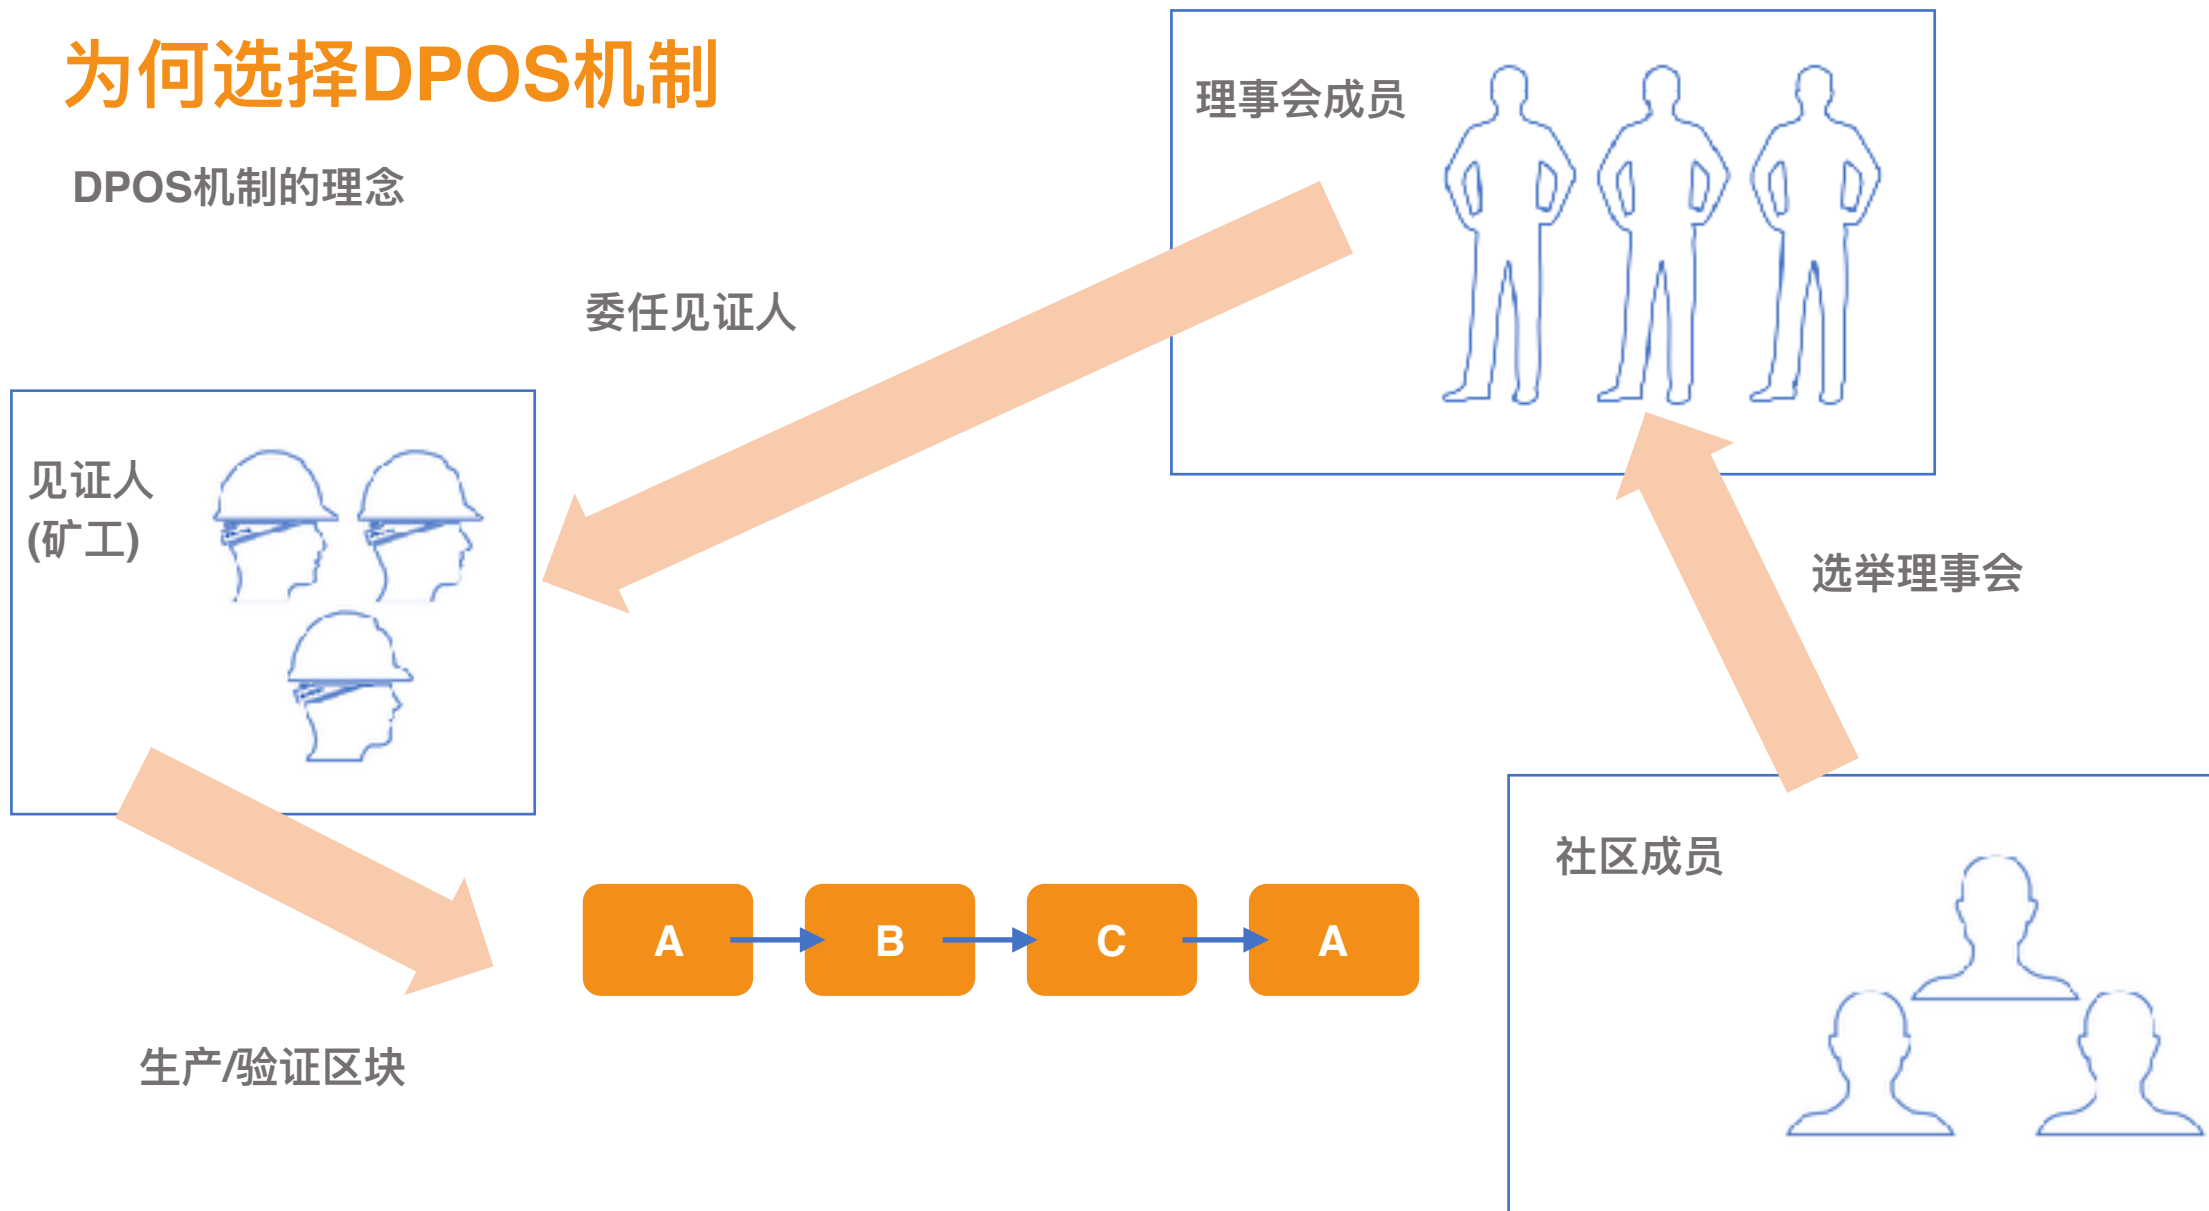 为何选择DPOS机制
DPOS机制的理念
理事会成员
委任见证人
见证人
(矿工)
选举理事会
社区成员
A
B
C
A
生产/验证区块